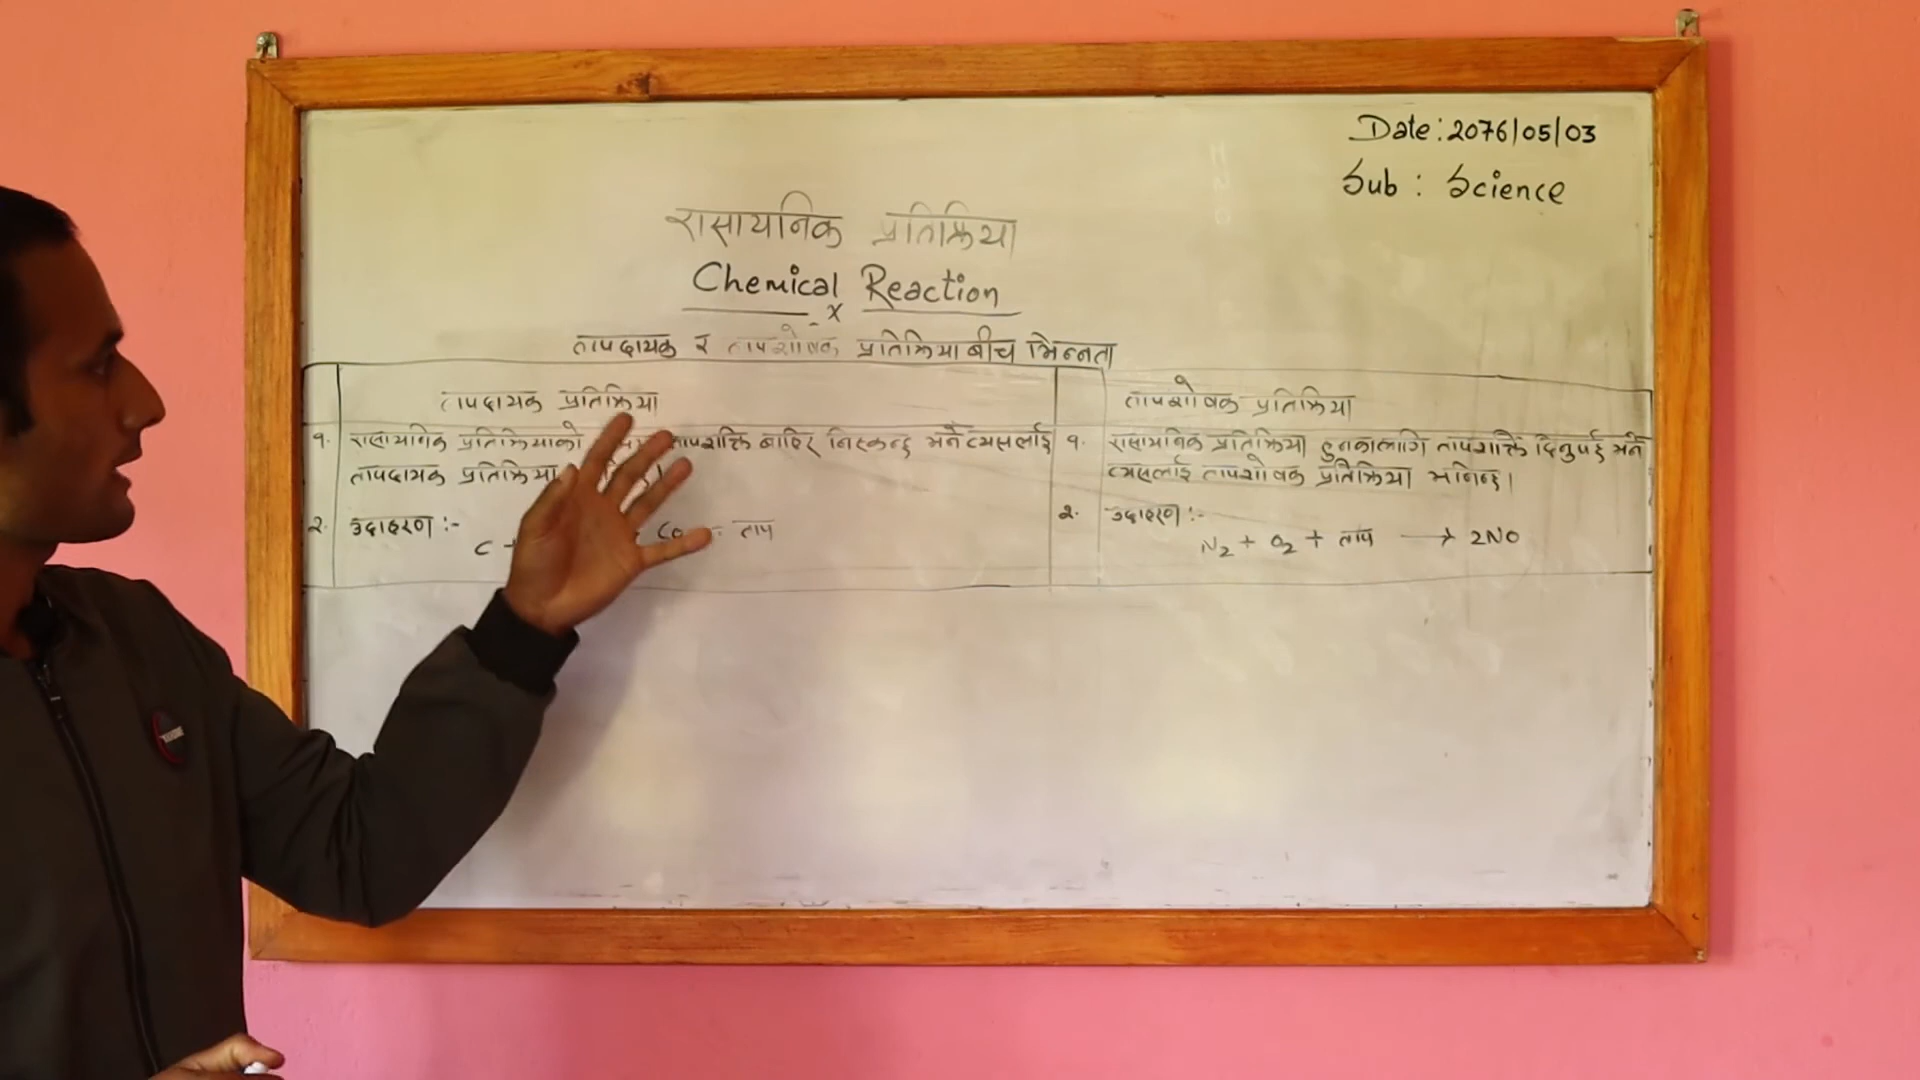 Date: 2076/05/03
Sub : Science
रासायनिक प्रतिक्रिया
Chemical Reaction
x
तापदायक र तापशोषक प्रतिक्रिया बीच भिन्नता
तापदायक प्रतिक्रिया
१. रासायनिक प्रतिक्रियाको तापशक्ति बाहिर निस्कन्छ भने त्यसलाई
तापदायक प्रतिक्रिया
२. उदाहरण :-
C + CO ताप
तापशोषक प्रतिक्रिया
१. रासायनिक प्रतिक्रिया हुनकालागि तापशक्ति दिनुपर्छ भने
त्यसलाई तापशोषक प्रतिक्रिया भनिन्छ।
२. उदाहरण :-
N₂ + O₂ + ताप → 2NO